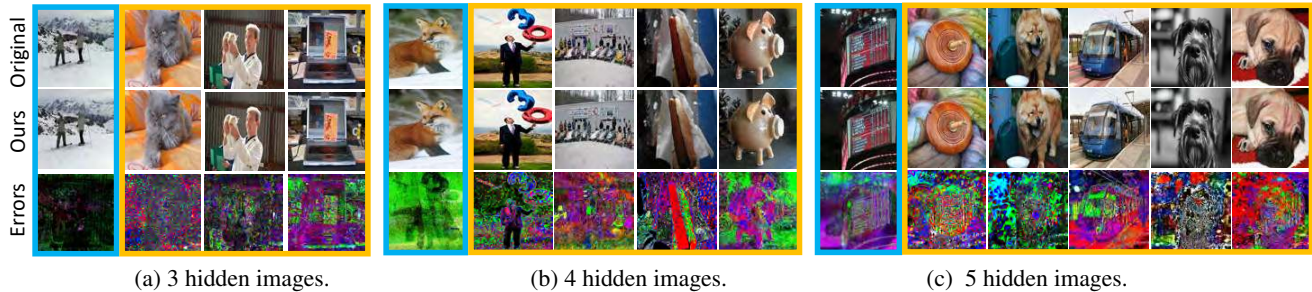 Original
Ours
Errors
(a) 3 hidden images.
(b) 4 hidden images.
(c) 5 hidden images.